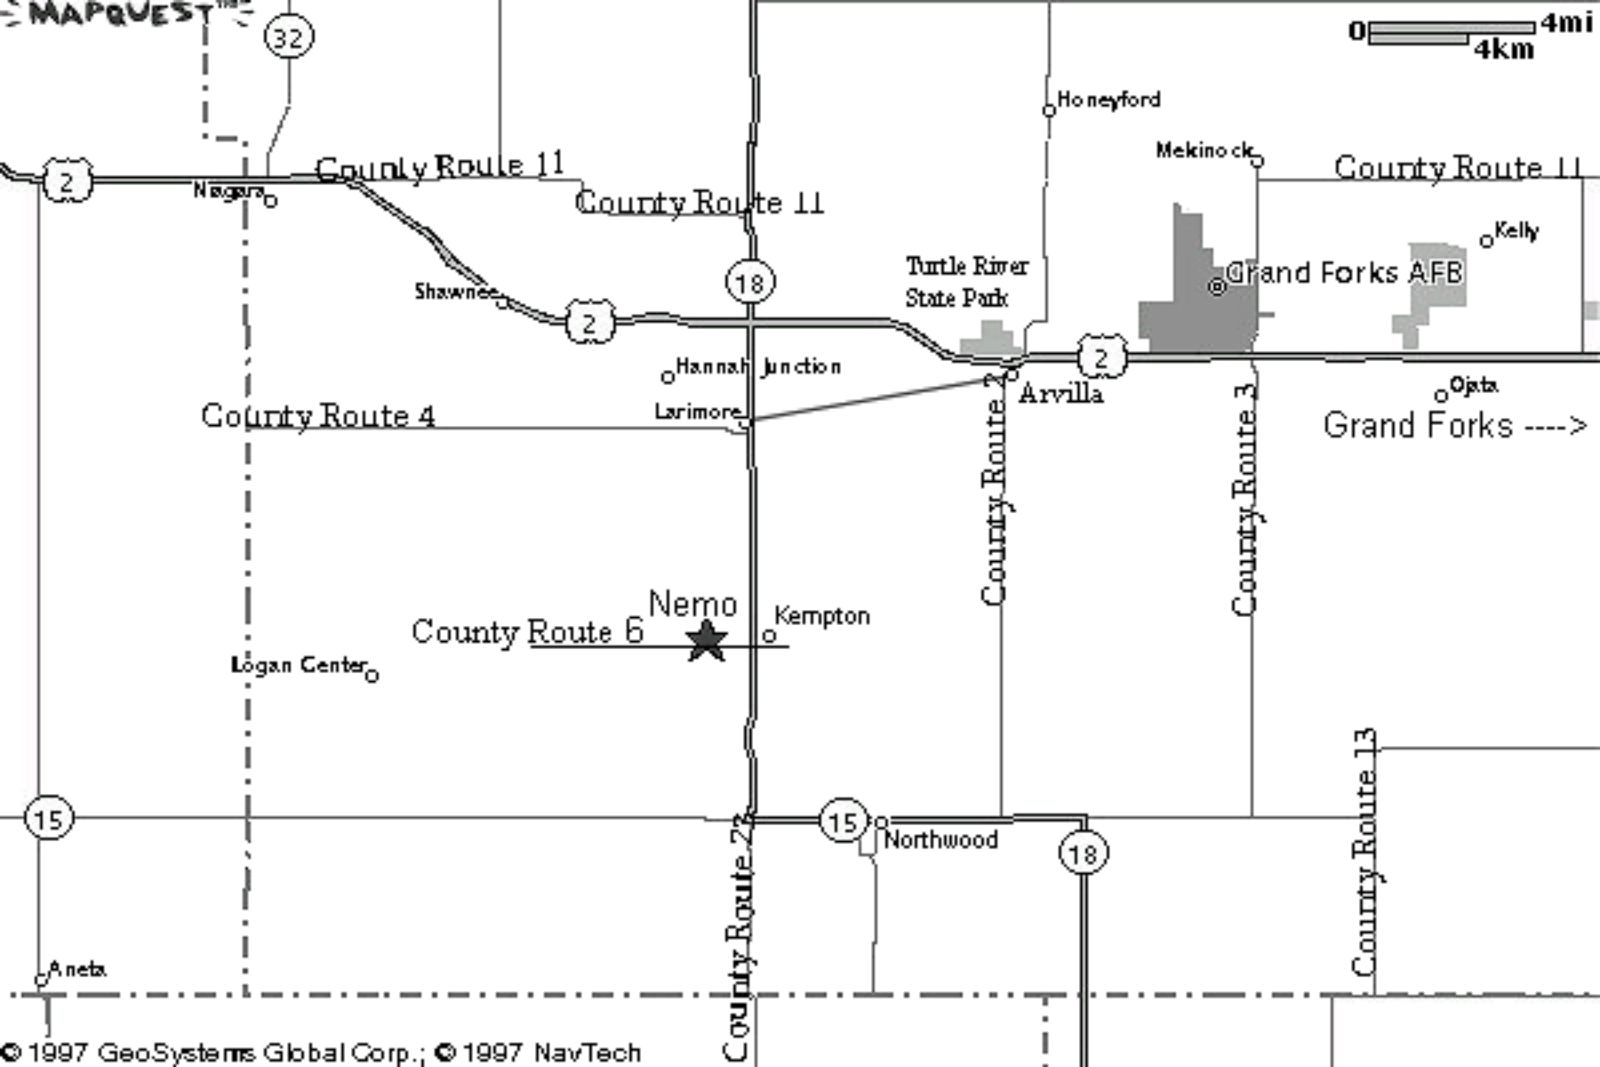 MAPQUEST™
32
0 4mi
4km
Honeyford
Mekinock
County Route 11
County Route 11
2
Niagara
County Route 11
Kelly
Turtle River
State Park
Grand Forks AFB
18
Shawnee
2
2
Hannah Junction
Arvilla
Ojata
Larimore
County Route 4
Grand Forks ---->
County Route 2
County Route 3
Nemo
Kempton
County Route 6
Logan Center
County Route 13
15
15
Northwood
18
County Route 23
Aneta
© 1997 GeoSystems Global Corp.; © 1997 NavTech